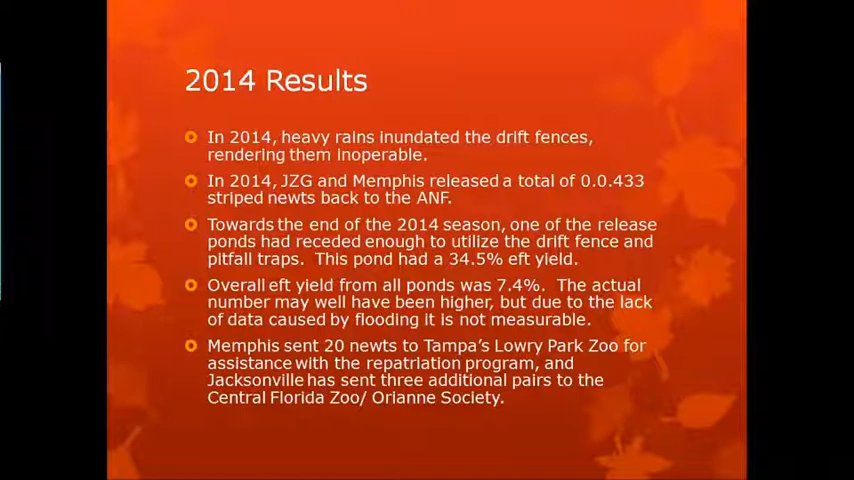 2014 Results
In 2014, heavy rains inundated the drift fences,
rendering them inoperable.
In 2014, JZG and Memphis released a total of 0.0.433
striped newts back to the ANF.
Towards the end of the 2014 season, one of the release
ponds had receded enough to utilize the drift fence and
pitfall traps. This pond had a 34.5% eft yield.
Overall eft yield from all ponds was 7.4%. The actual
number may well have been higher, but due to the lack
of data caused by flooding it is not measurable.
Memphis sent 20 newts to Tampa's Lowry Park Zoo for
assistance with the repatriation program, and
Jacksonville has sent three additional pairs to the
Central Florida Zoo/ Orianne Society.